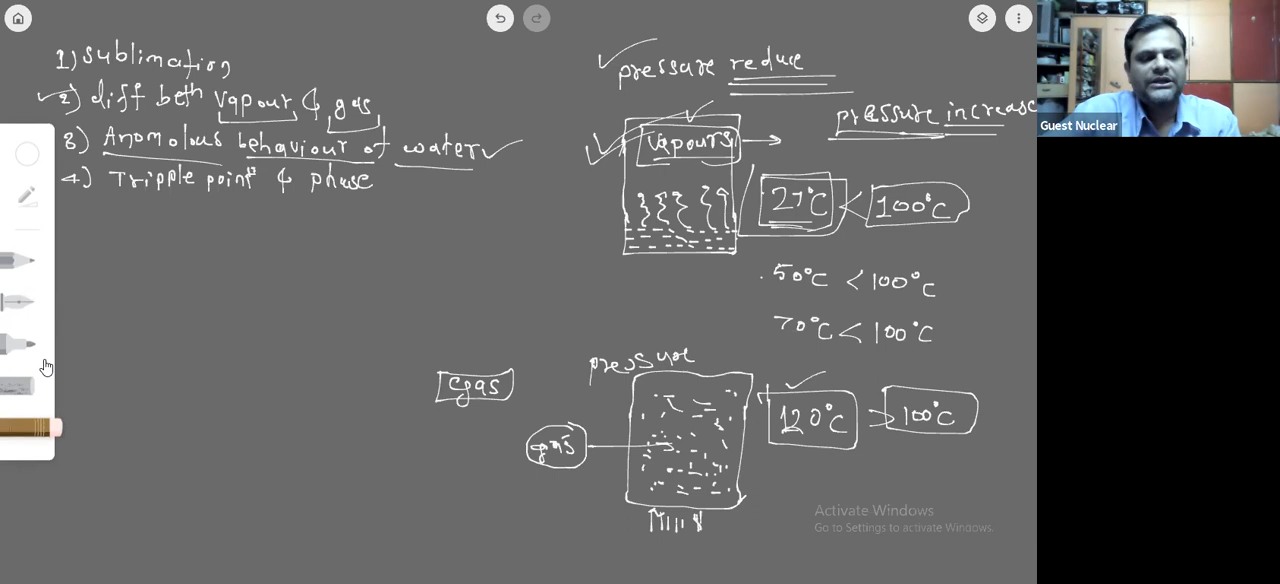 1) sublimation
2) diff beth vapour & gas
3) Anomolous behaviour of water
4) Tripple point & phase
pressure reduce
pressure increase
vapours
27°C < 100°C
50°C < 100°C
70°C < 100°C
pressure
gas
120°C > 100°C
gas
Guest Nuclear
Activate Windows
Go to Settings to activate Windows.